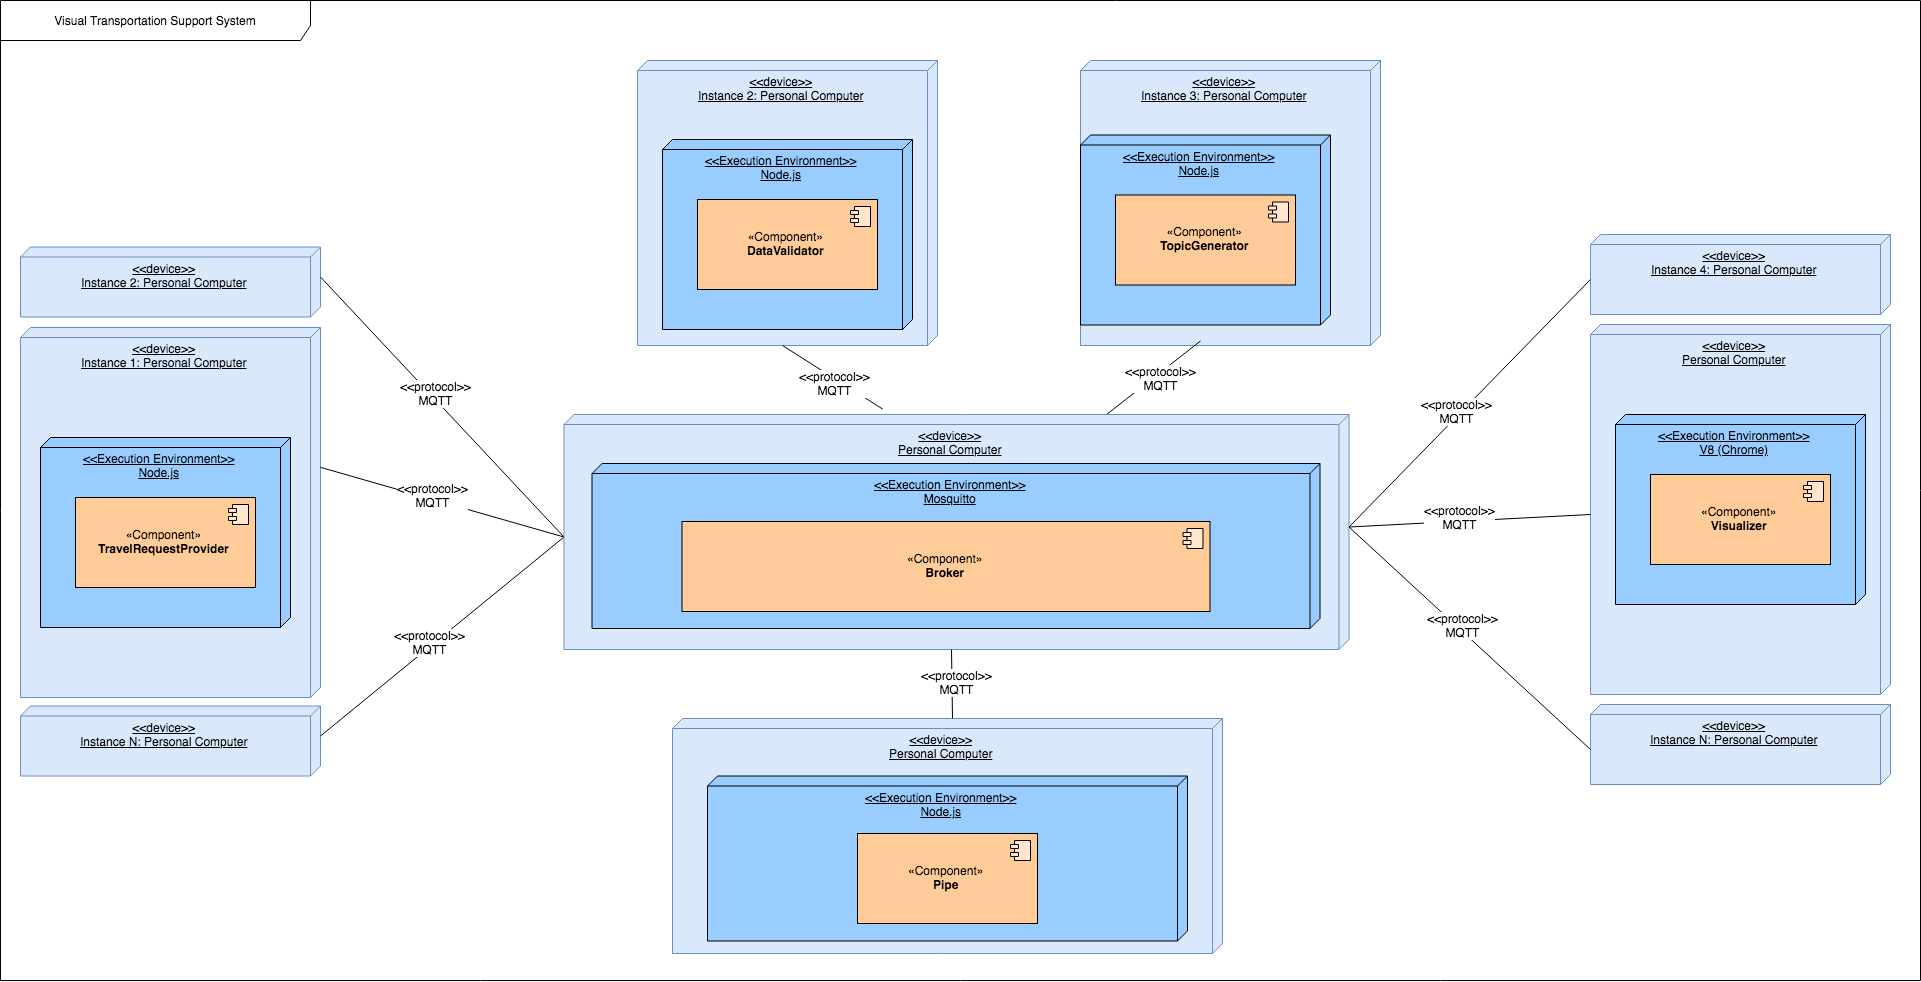 Visual Transportation Support System
<<device>>
Instance 2: Personal Computer
<<Execution Environment>>
Node.js
«Component»
DataValidator
<<device>>
Instance 3: Personal Computer
<<Execution Environment>>
Node.js
«Component»
TopicGenerator
<<device>>
Instance 2: Personal Computer
<<device>>
Instance 1: Personal Computer
<<Execution Environment>>
Node.js
«Component»
TravelRequestProvider
<<device>>
Instance N: Personal Computer
<<protocol>>
MQTT
<<protocol>>
MQTT
<<protocol>>
MQTT
<<protocol>>
MQTT
<<protocol>>
MQTT
<<device>>
Personal Computer
<<Execution Environment>>
Mosquitto
«Component»
Broker
<<protocol>>
MQTT
<<device>>
Personal Computer
<<Execution Environment>>
Node.js
«Component»
Pipe
<<protocol>>
MQTT
<<protocol>>
MQTT
<<protocol>>
MQTT
<<device>>
Instance 4: Personal Computer
<<device>>
Personal Computer
<<Execution Environment>>
V8 (Chrome)
«Component»
Visualizer
<<device>>
Instance N: Personal Computer